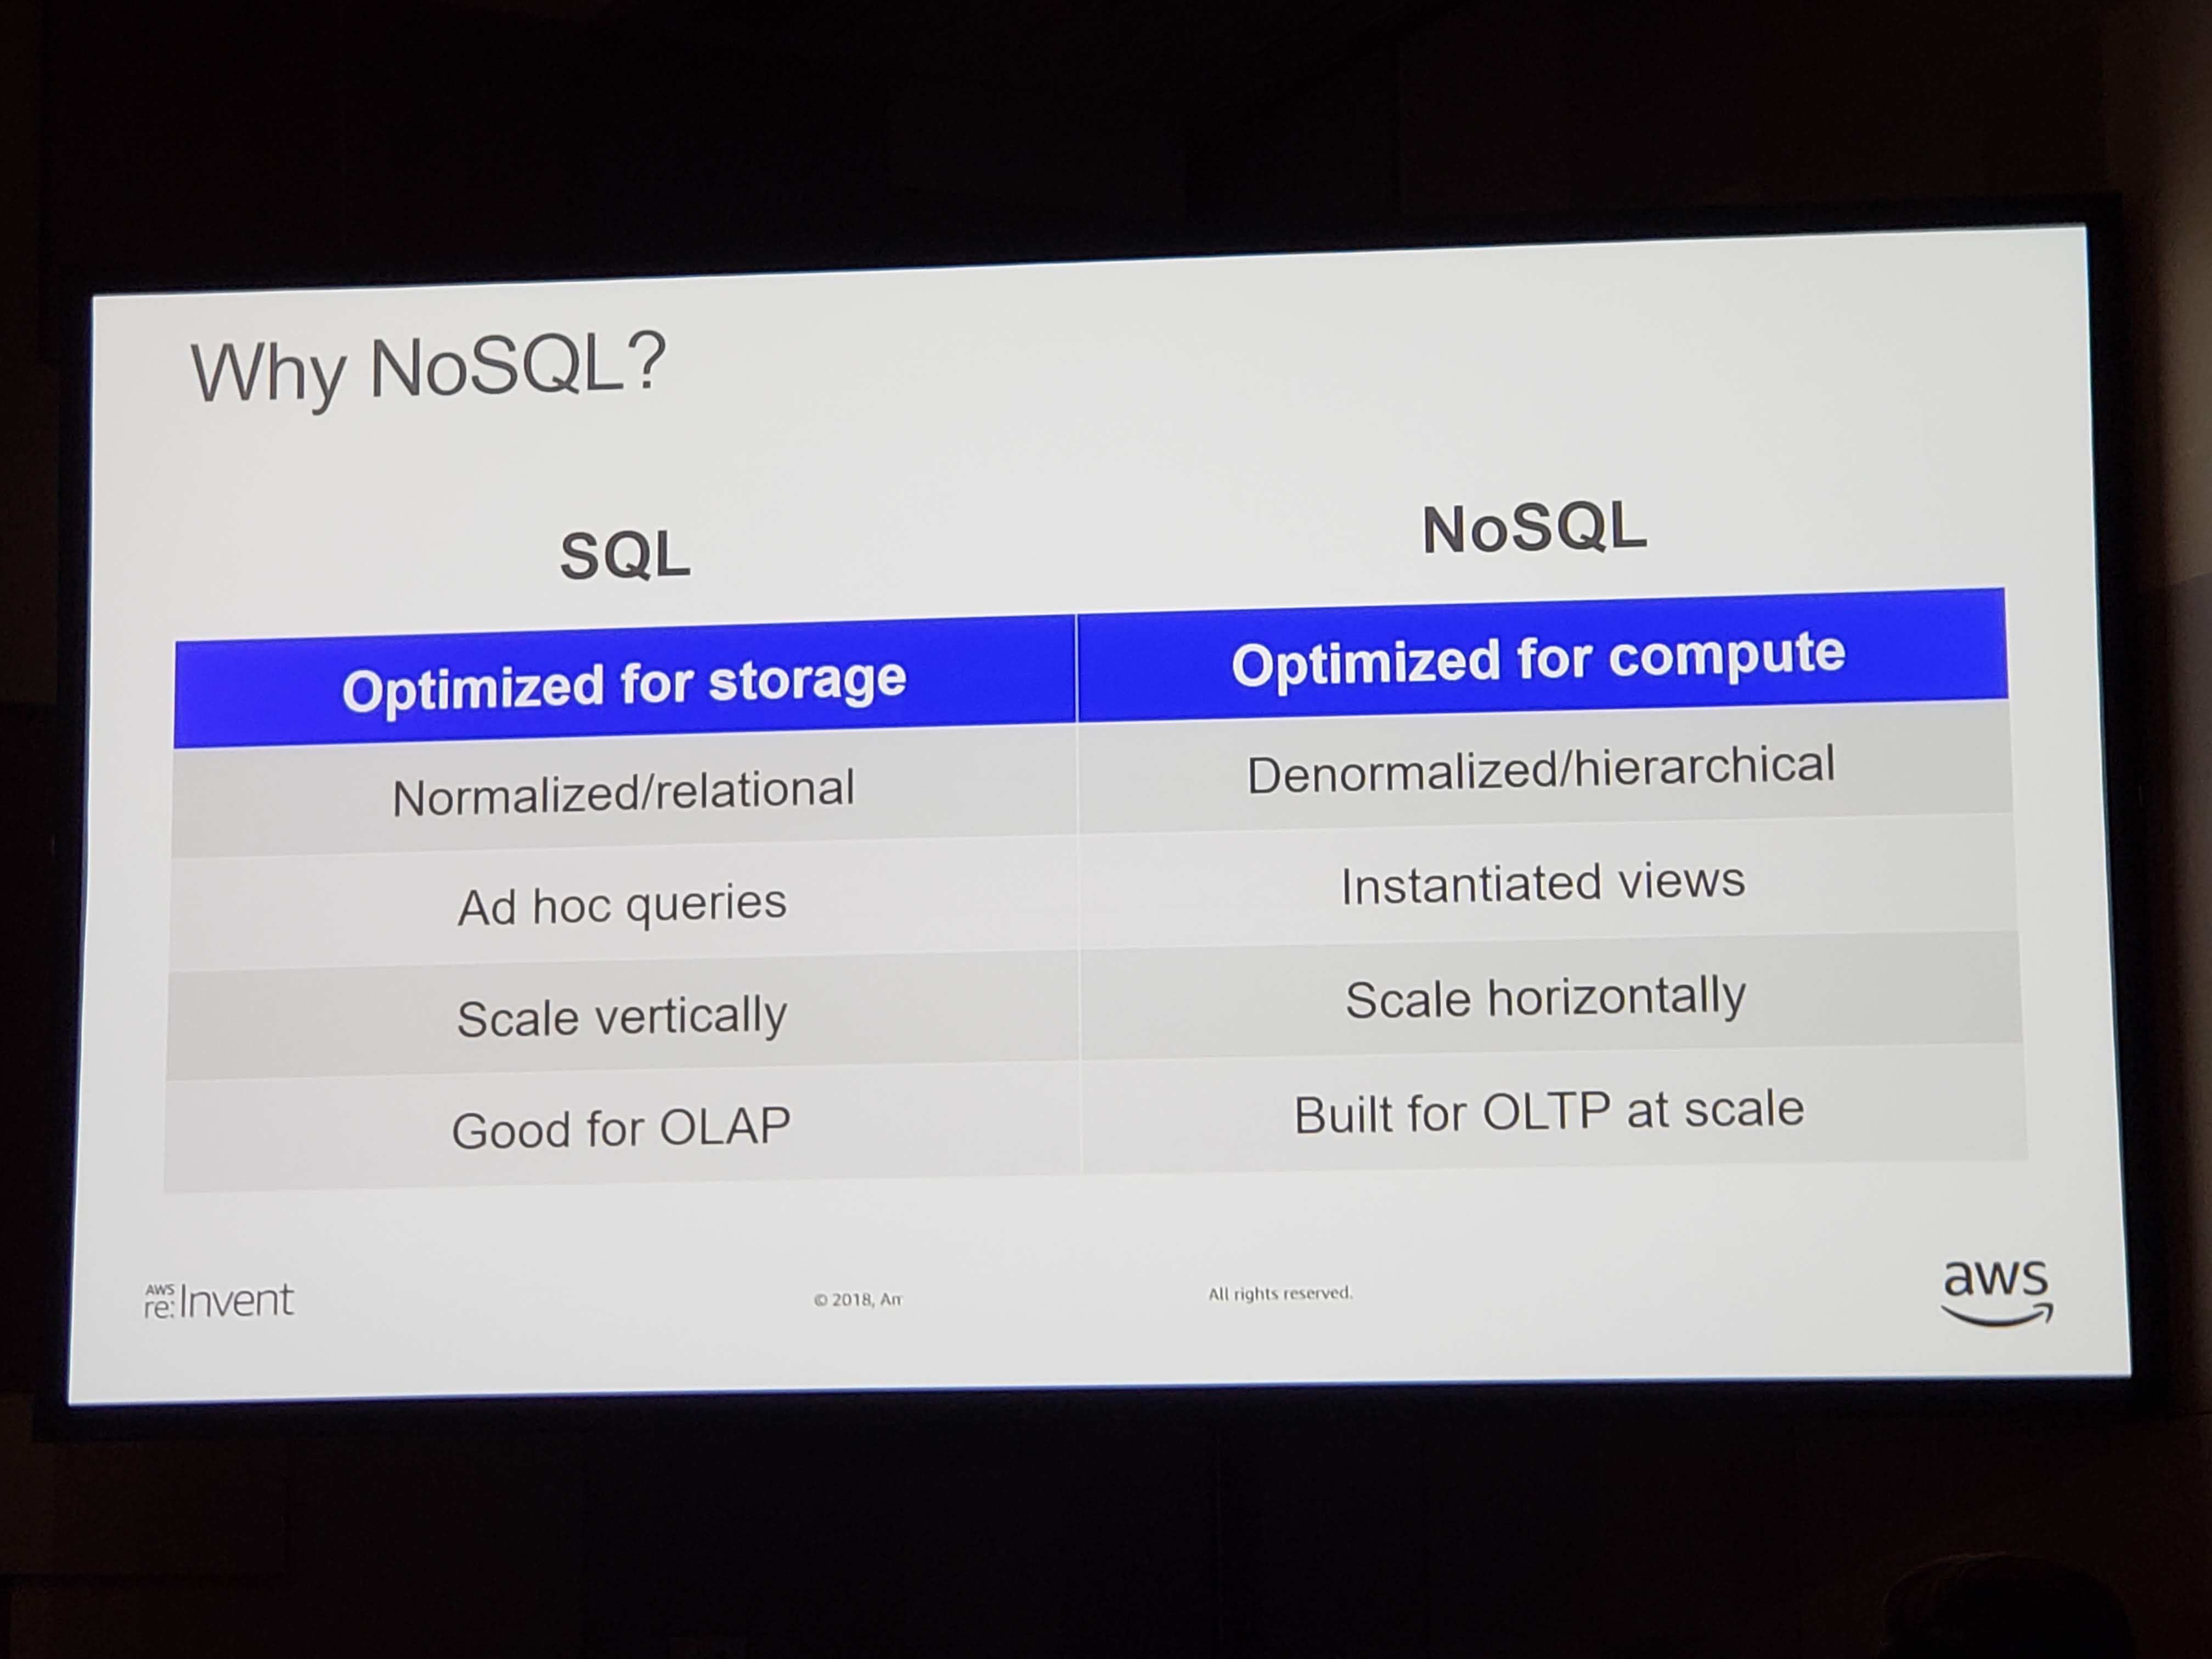 Why NoSQL?
SQL
NoSQL
Optimized for storage
Optimized for compute
Normalized/relational
Denormalized/hierarchical
Ad hoc queries
Instantiated views
Scale vertically
Scale horizontally
Good for OLAP
Built for OLTP at scale
AWS
re:Invent
© 2018, Am
All rights reserved.
aws